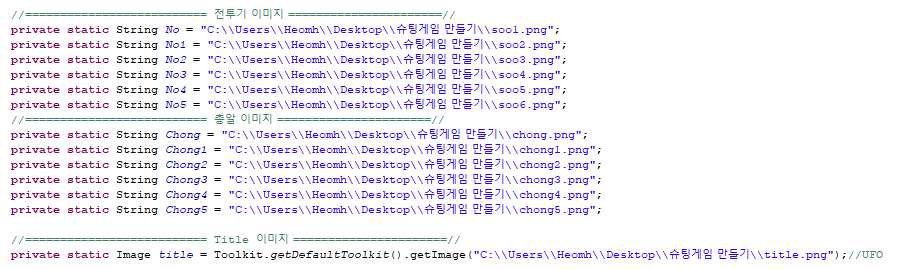 //========================== 전투기 이미지 ======================//
private static String No = "C:\\Users\\Heomh\\Desktop\\슈팅게임 만들기\\soo1.png";
private static String No1 = "C:\\Users\\Heomh\\Desktop\\슈팅게임 만들기\\soo2.png";
private static String No2 = "C:\\Users\\Heomh\\Desktop\\슈팅게임 만들기\\soo3.png";
private static String No3 = "C:\\Users\\Heomh\\Desktop\\슈팅게임 만들기\\soo4.png";
private static String No4 = "C:\\Users\\Heomh\\Desktop\\슈팅게임 만들기\\soo5.png";
private static String No5 = "C:\\Users\\Heomh\\Desktop\\슈팅게임 만들기\\soo6.png";
//========================== 총알 이미지 ======================//
private static String Chong = "C:\\Users\\Heomh\\Desktop\\슈팅게임 만들기\\chong.png";
private static String Chong1 = "C:\\Users\\Heomh\\Desktop\\슈팅게임 만들기\\chong1.png";
private static String Chong2 = "C:\\Users\\Heomh\\Desktop\\슈팅게임 만들기\\chong2.png";
private static String Chong3 = "C:\\Users\\Heomh\\Desktop\\슈팅게임 만들기\\chong3.png";
private static String Chong4 = "C:\\Users\\Heomh\\Desktop\\슈팅게임 만들기\\chong4.png";
private static String Chong5 = "C:\\Users\\Heomh\\Desktop\\슈팅게임 만들기\\chong5.png";
//========================== Title 이미지 ======================//
private static Image title = Toolkit.getDefaultToolkit().getImage("C:\\Users\\Heomh\\Desktop\\슈팅게임 만들기\\title.png");//UFO